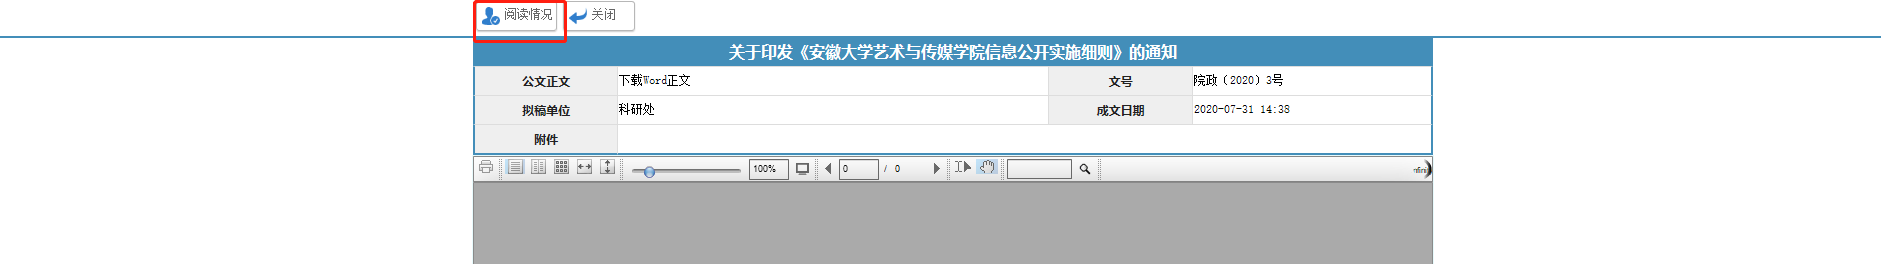 阅读情况 关闭
关于印发《安徽大学艺术与传媒学院信息公开实施细则》的通知
公文正文 下载Word正文 文号 院政（2020）3号
拟稿单位 科研处 成文日期 2020-07-31 14:38
附件
100% 0 / 0